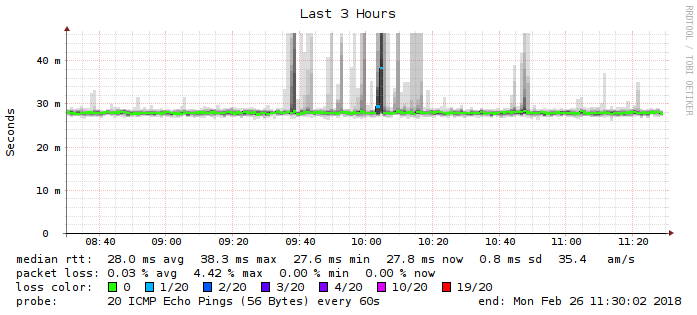 Last 3 Hours
RRDTOOL / TOBI OETIKER
Seconds
40 m
30 m
20 m
10 m
0
08:40 09:00 09:20 09:40 10:00 10:20 10:40 11:00 11:20
median rtt: 28.0 ms avg 38.3 ms max 27.6 ms min 27.8 ms now 0.8 ms sd 35.4 am/s
packet loss: 0.03 % avg 4.42 % max 0.00 % min 0.00 % now
loss color: 0 1/20 2/20 3/20 4/20 10/20 19/20
probe: 20 ICMP Echo Pings (56 Bytes) every 60s end: Mon Feb 26 11:30:02 2018